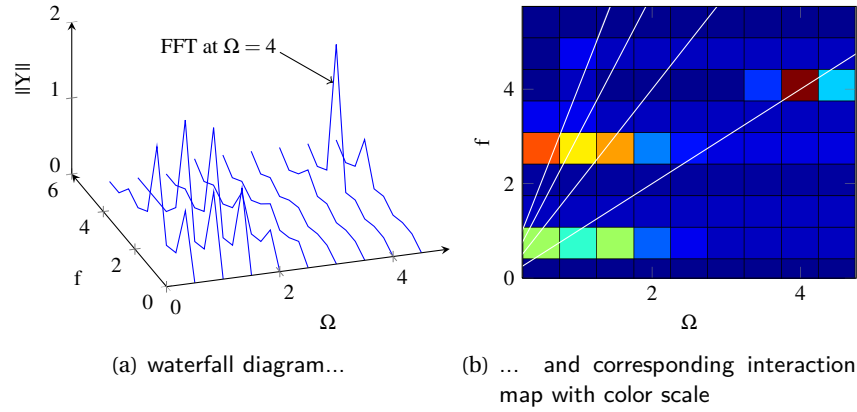 2
1
0
‖Y‖
FFT at Ω = 4
6
4
2
0
f
0
2
4
Ω
4
2
0
f
2
4
Ω
(a) waterfall diagram...
(b) ... and corresponding interaction
map with color scale